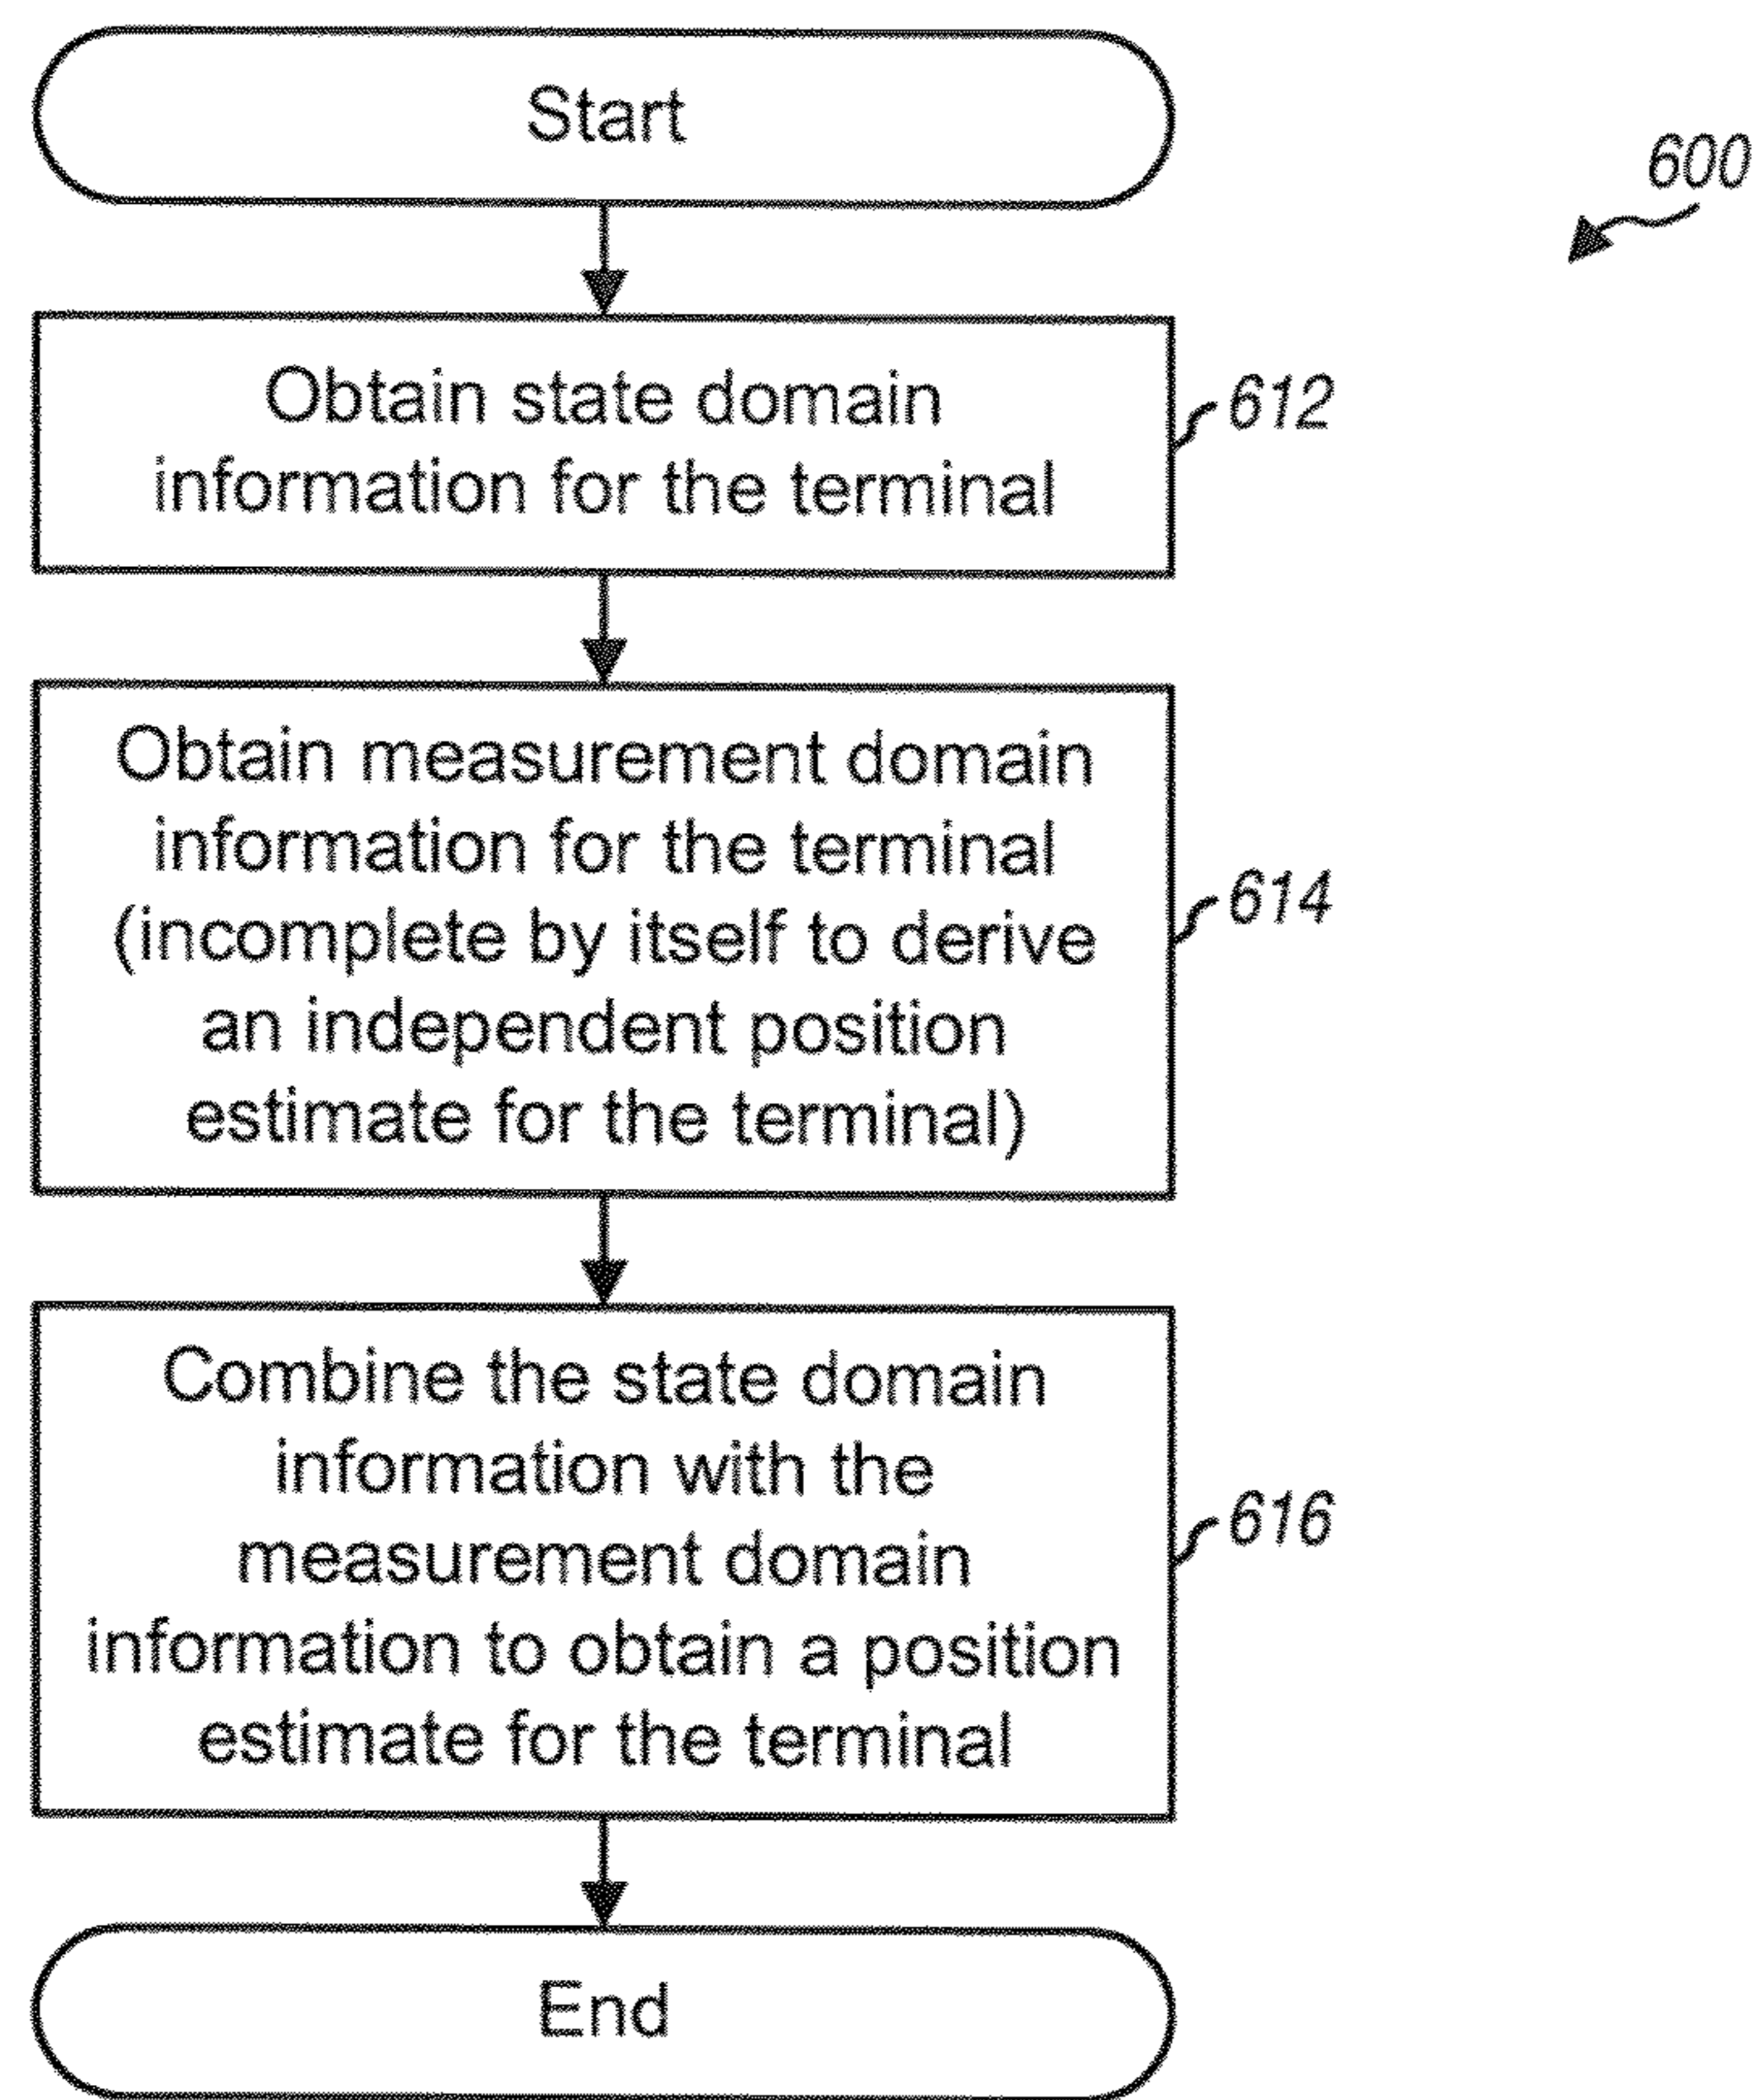 Start
600
Obtain state domain
information for the terminal
612
Obtain measurement domain
information for the terminal
(incomplete by itself to derive
an independent position
estimate for the terminal)
614
Combine the state domain
information with the
measurement domain
information to obtain a position
estimate for the terminal
616
End